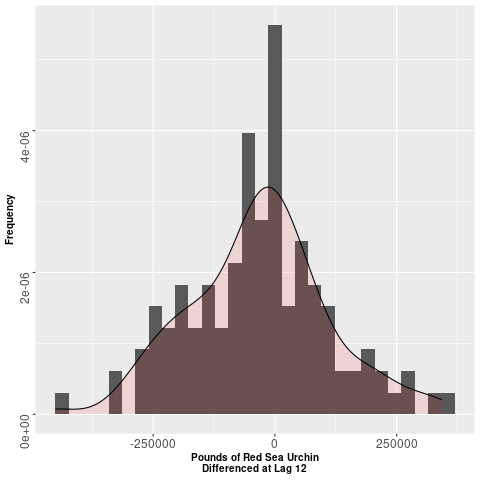 Frequency
4e-06
2e-06
0e+00
-250000 0 250000
Pounds of Red Sea Urchin
Differenced at Lag 12